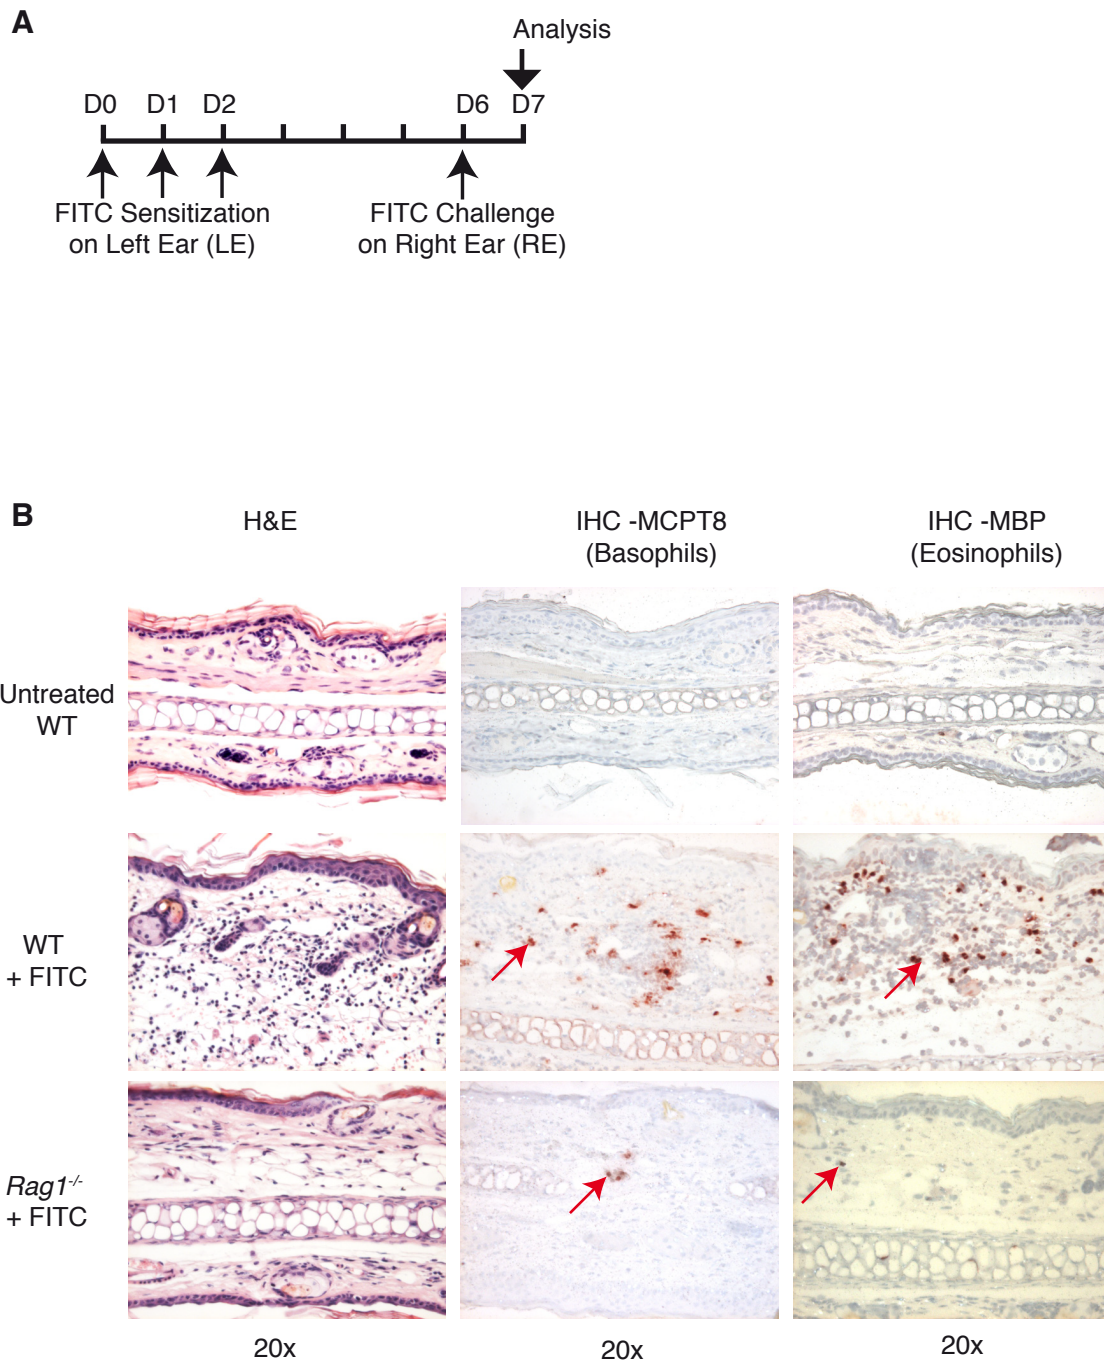 A
Analysis
D0 D1 D2 D6 D7
FITC Sensitization
on Left Ear (LE)
FITC Challenge
on Right Ear (RE)
B
H&E
IHC -MCPT8
(Basophils)
IHC -MBP
(Eosinophils)
Untreated
WT
WT
+ FITC
Rag1-/-
+ FITC
20x
20x
20x